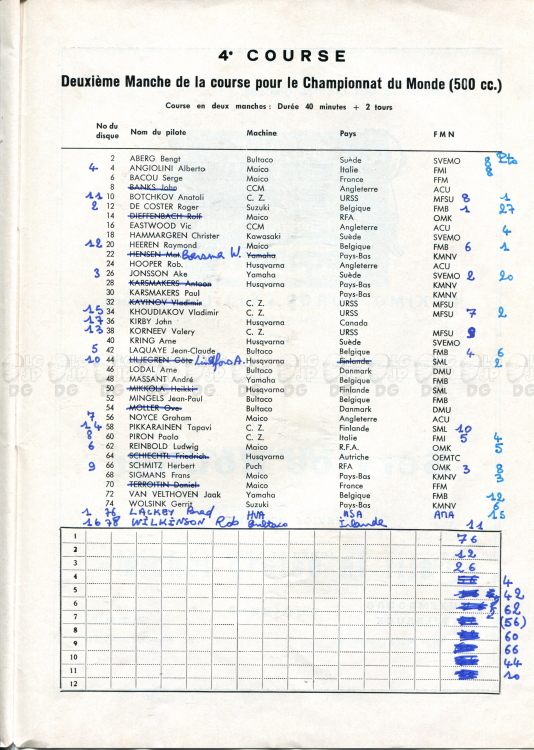 4e COURSE
Deuxième Manche de la course pour le Championnat du Monde (500 cc.)
Course en deux manches : Durée 40 minutes + 2 tours
No du disque Nom du pilote Machine Pays FMN
2 ABERG Bengt Bultaco Suède SVEMO 8 Pts
4 4 ANGIOLINI Alberto Maico Italie FMI 8
6 BACOU Serge Maico France FFM
8 BANKS John CCM Angleterre ACU
11 10 BOTCHKOV Anatoli C. Z. URSS MFSU 8 1
2 12 DE COSTER Roger Suzuki Belgique FMB 1 27
14 DIEFFENBACH Rolf Maico RFA OMK
16 EASTWOOD Vic CCM Angleterre ACU 4
18 HAMMARGREN Christer Kawasaki Suède SVEMO
12 20 HEEREN Raymond Maico Belgique FMB 6 1
22 HENSEN Mat W. Yamaha Pays-Bas KMNV
24 HOOPER Rob. Husqvarna Angleterre ACU
3 26 JONSSON Ake Yamaha Suède SVEMO 2 20
28 KARSMAKERS Antoon Husqvarna Pays-Bas KMNV
30 KARSMAKERS Paul Pays-Bas KMNV
32 KAVINOV Vladimir C. Z. URSS MFSU
15 34 KHOUDIAKOV Vladimir C. Z. URSS MFSU 7 2
17 36 KIRBY John Husqvarna Canada
13 38 KORNEEV Valery C. Z. URSS MFSU 9
40 KRING Arne Husqvarna Suède SVEMO
5 42 LAQUAYE Jean-Claude Bultaco Belgique FMB 4 6
10 44 LILJEGREN Göte A. Husqvarna Finlande SML 2
46 LODAL Arne Bultaco Danmark DMU
48 MASSANT André Yamaha Belgique FMB
50 MIKKOLA Heikki Husqvarna Finlande SML
52 MINGELS Jean-Paul Bultaco Belgique FMB
54 MOLLER Ove Bultaco Danmark DMU
7 56 NOYCE Graham Maico Angleterre ACU
14 58 PIKKARAINEN Tapavi C. Z. Finlande SML 10
8 60 PIRON Paolo C. Z. Italie FMI 5 4
6 62 REINBOLD Ludwig Maico R.F.A. OMK 5
64 SCHIECHTL Friedrich Husqvarna Autriche OEMTC
9 66 SCHMITZ Herbert Puch RFA OMK 3 8
68 SIGMANS Frans Maico Pays-Bas KMNV 3
70 TERROITIN Daniel Maico France FFM
72 VAN VELTHOVEN Jaak Yamaha Belgique FMB 12
74 WOLSINK Gerrit Suzuki Pays-Bas KMNV
1 76 LACKEY Brad HVA USA AMA 15
16 78 WILKINSON Rob Bultaco Irlande 11
1 76
2 12
3 26
4 4
5 42
6 62
7 (56)
8 60
9 66
10 44
11 10
12